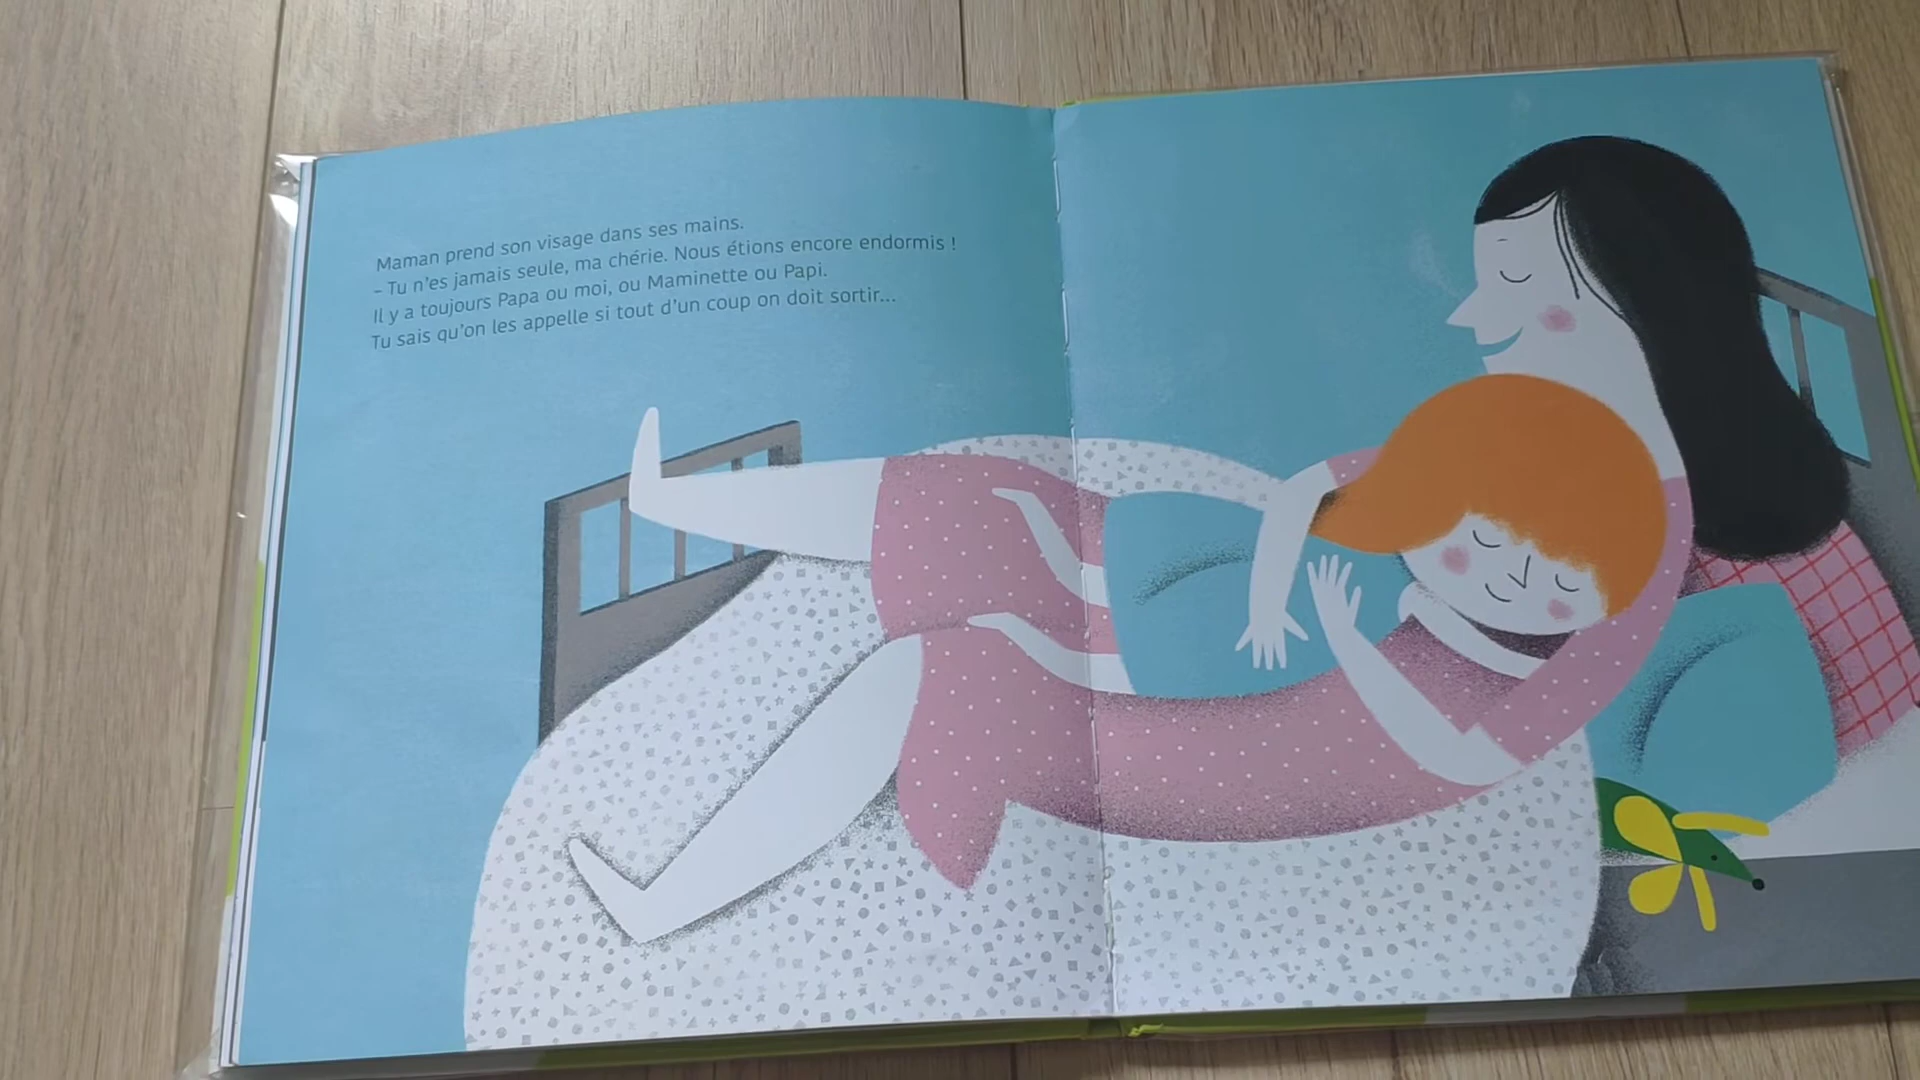 Maman prend son visage dans ses mains.
– Tu n'es jamais seule, ma chérie. Nous étions encore endormis !
Il y a toujours Papa ou moi, ou Maminette ou Papi.
Tu sais qu'on les appelle si tout d'un coup on doit sortir...